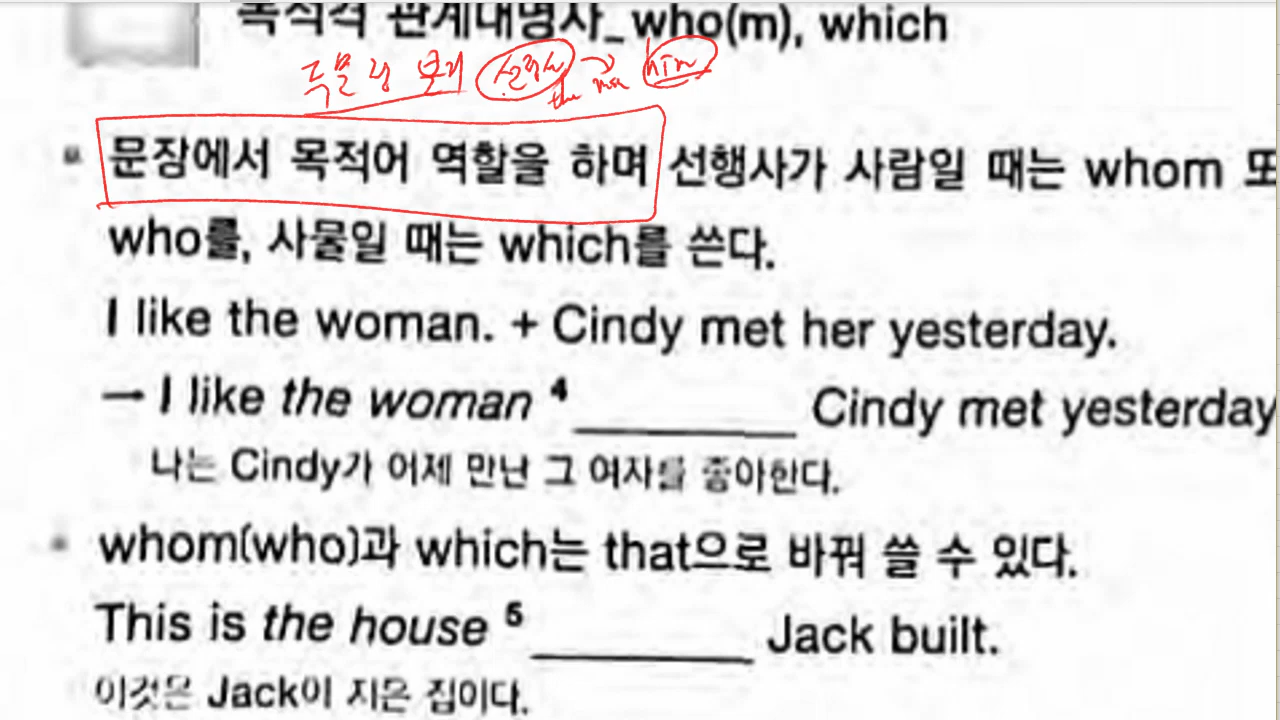 목적격 관계대명사_who(m), which
the him
문장에서 목적어 역할을 하며 선행사가 사람일 때는 whom 또
who를, 사물일 때는 which를 쓴다.
I like the woman. + Cindy met her yesterday.
→ I like the woman ⁴ ________ Cindy met yesterday
나는 Cindy가 어제 만난 그 여자를 좋아한다.
whom(who)과 which는 that으로 바꿔 쓸 수 있다.
This is the house ⁵ ________ Jack built.
이것은 Jack이 지은 집이다.